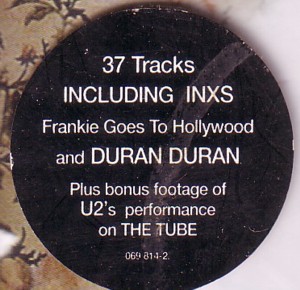 37 Tracks
INCLUDING INXS
Frankie Goes To Hollywood
and DURAN DURAN
Plus bonus footage of
U2's performance
on THE TUBE
069 814-2